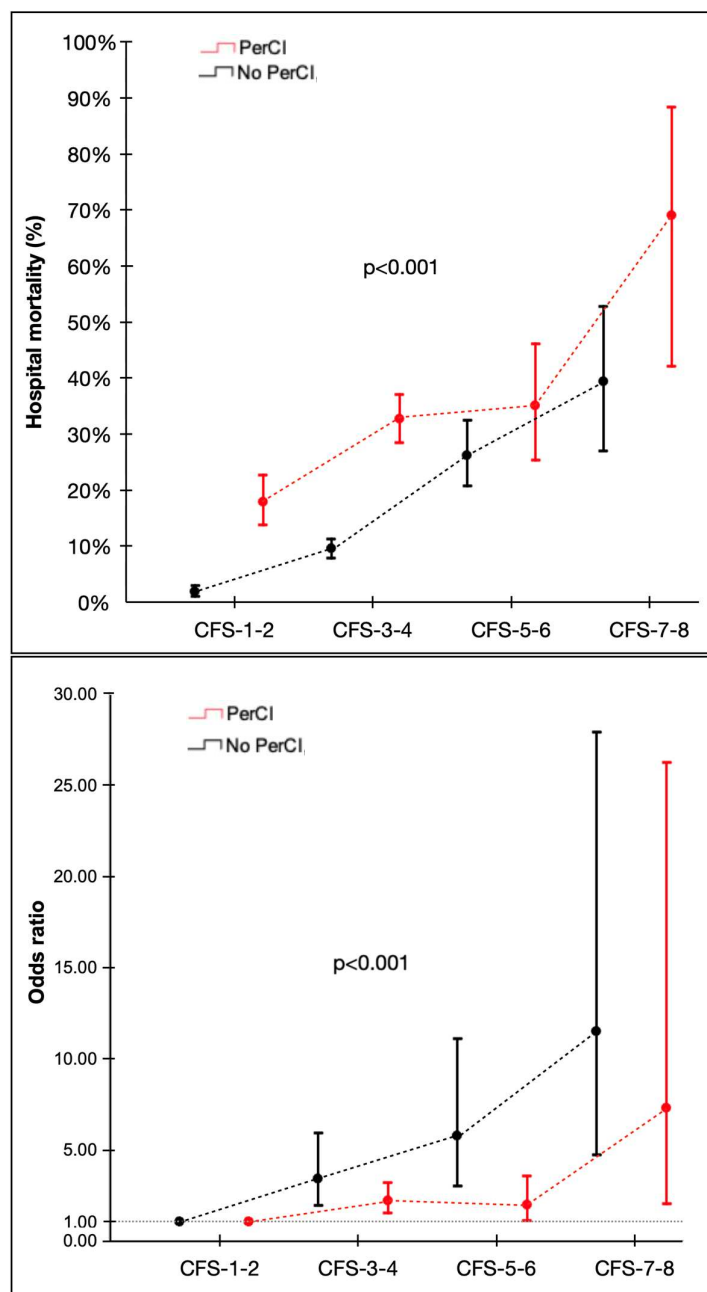 100%
PerCI
No PerCI
90%
80%
70%
60%
p<0.001
50%
40%
30%
20%
10%
0%
Hospital mortality (%)
CFS-1-2 CFS-3-4 CFS-5-6 CFS-7-8
30.00
PerCI
No PerCI
25.00
20.00
15.00
p<0.001
10.00
5.00
1.00
0.00
Odds ratio
CFS-1-2 CFS-3-4 CFS-5-6 CFS-7-8